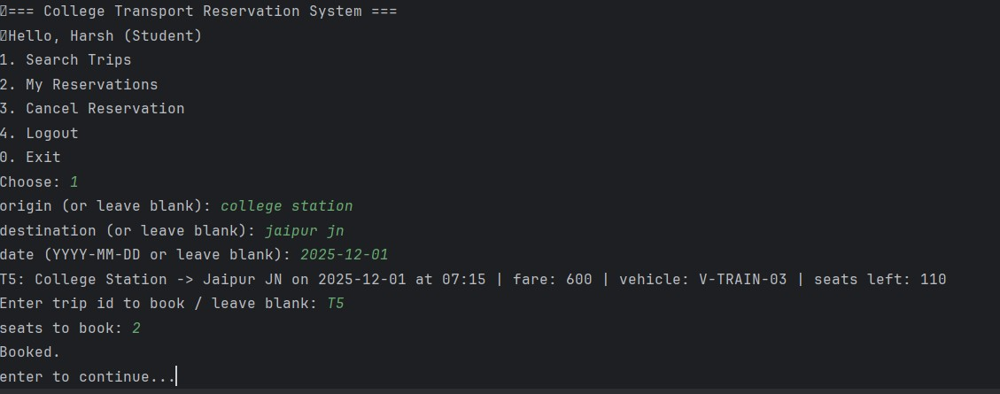 === College Transport Reservation System ===
Hello, Harsh (Student)
1. Search Trips
2. My Reservations
3. Cancel Reservation
4. Logout
0. Exit
Choose: 1
origin (or leave blank): college station
destination (or leave blank): jaipur jn
date (YYYY-MM-DD or leave blank): 2025-12-01
T5: College Station -> Jaipur JN on 2025-12-01 at 07:15 | fare: 600 | vehicle: V-TRAIN-03 | seats left: 110
Enter trip id to book / leave blank: T5
seats to book: 2
Booked.
enter to continue...